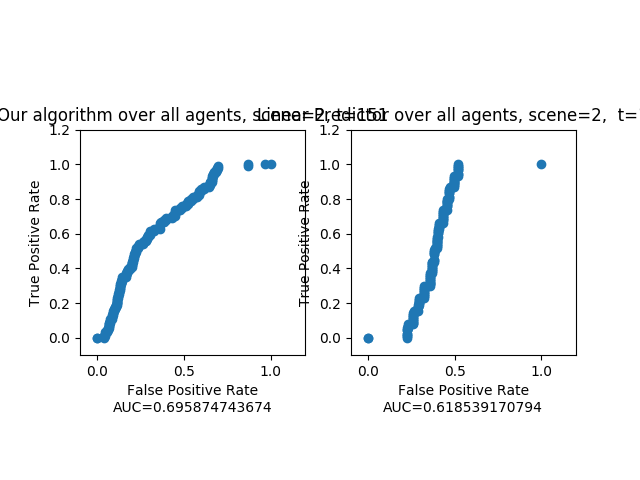 Our algorithm over all agents, scene=2, t=151
Linear Predictor over all agents, scene=2, t=
1.2
1.0
0.8
0.6
0.4
0.2
0.0
True Positive Rate
0.0 0.5 1.0
False Positive Rate
AUC=0.695874743674
1.2
1.0
0.8
0.6
0.4
0.2
0.0
True Positive Rate
0.0 0.5 1.0
False Positive Rate
AUC=0.618539170794